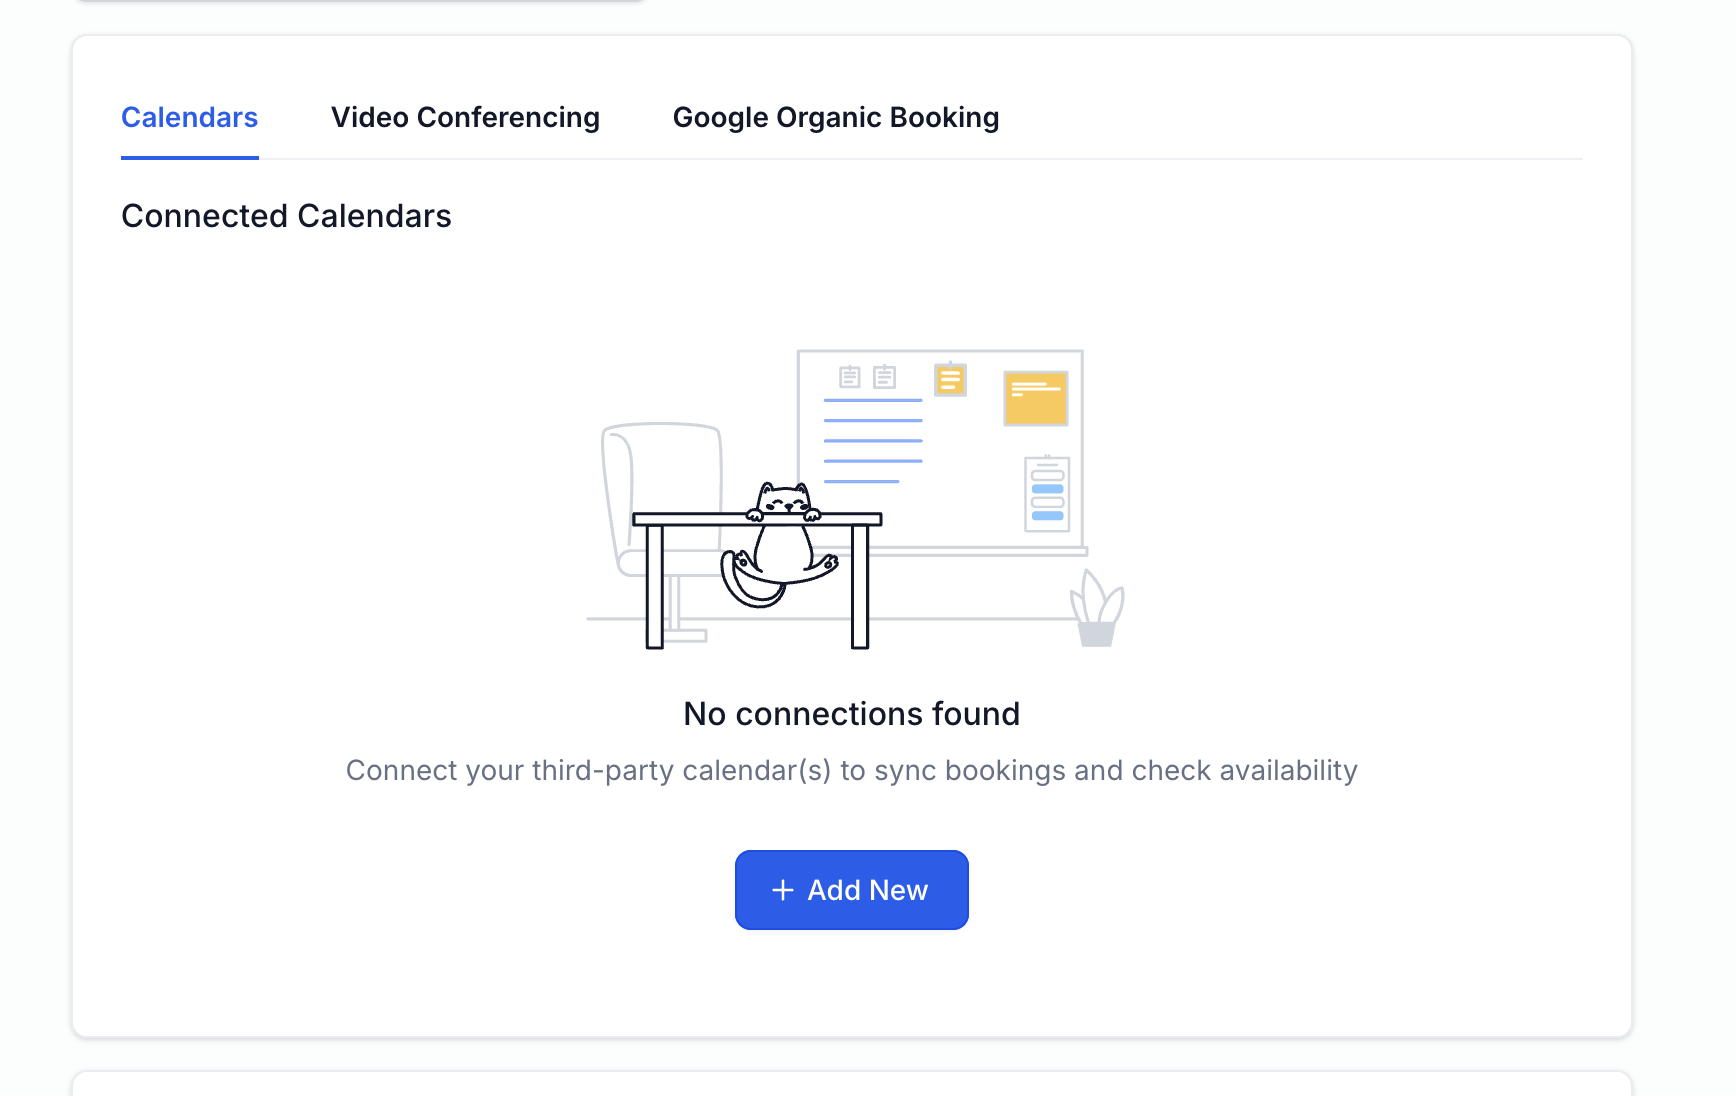 Calendars
Video Conferencing
Google Organic Booking
Connected Calendars
No connections found
Connect your third-party calendar(s) to sync bookings and check availability
+ Add New